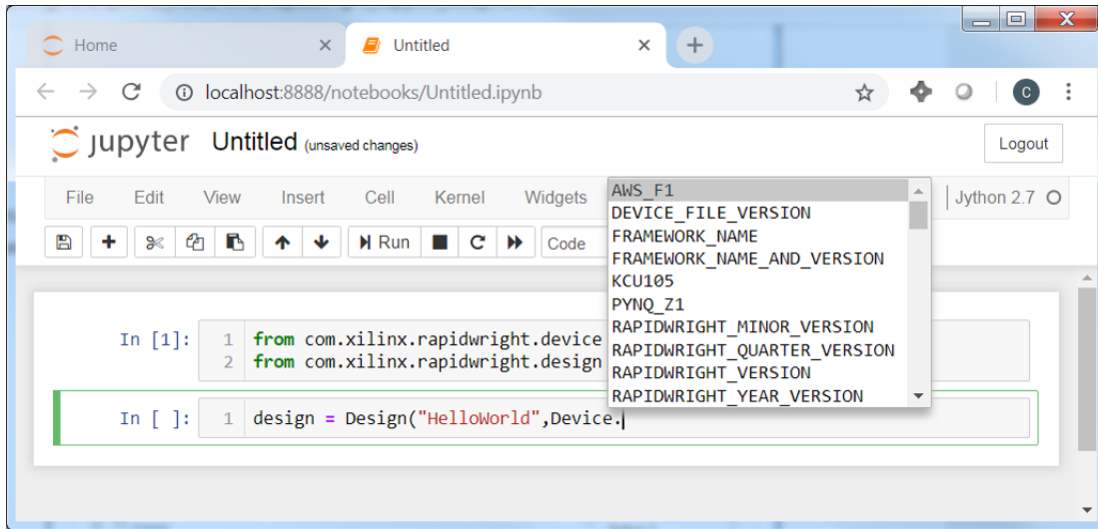 Home
Untitled
localhost:8888/notebooks/Untitled.ipynb
C
jupyter Untitled (unsaved changes)
Logout
File Edit View Insert Cell Kernel Widgets
Jython 2.7
Run
Code
AWS_F1
DEVICE_FILE_VERSION
FRAMEWORK_NAME
FRAMEWORK_NAME_AND_VERSION
KCU105
PYNQ_Z1
RAPIDWRIGHT_MINOR_VERSION
RAPIDWRIGHT_QUARTER_VERSION
RAPIDWRIGHT_VERSION
RAPIDWRIGHT_YEAR_VERSION
In [1]:
1 from com.xilinx.rapidwright.device
2 from com.xilinx.rapidwright.design
In [ ]:
1 design = Design("HelloWorld",Device.